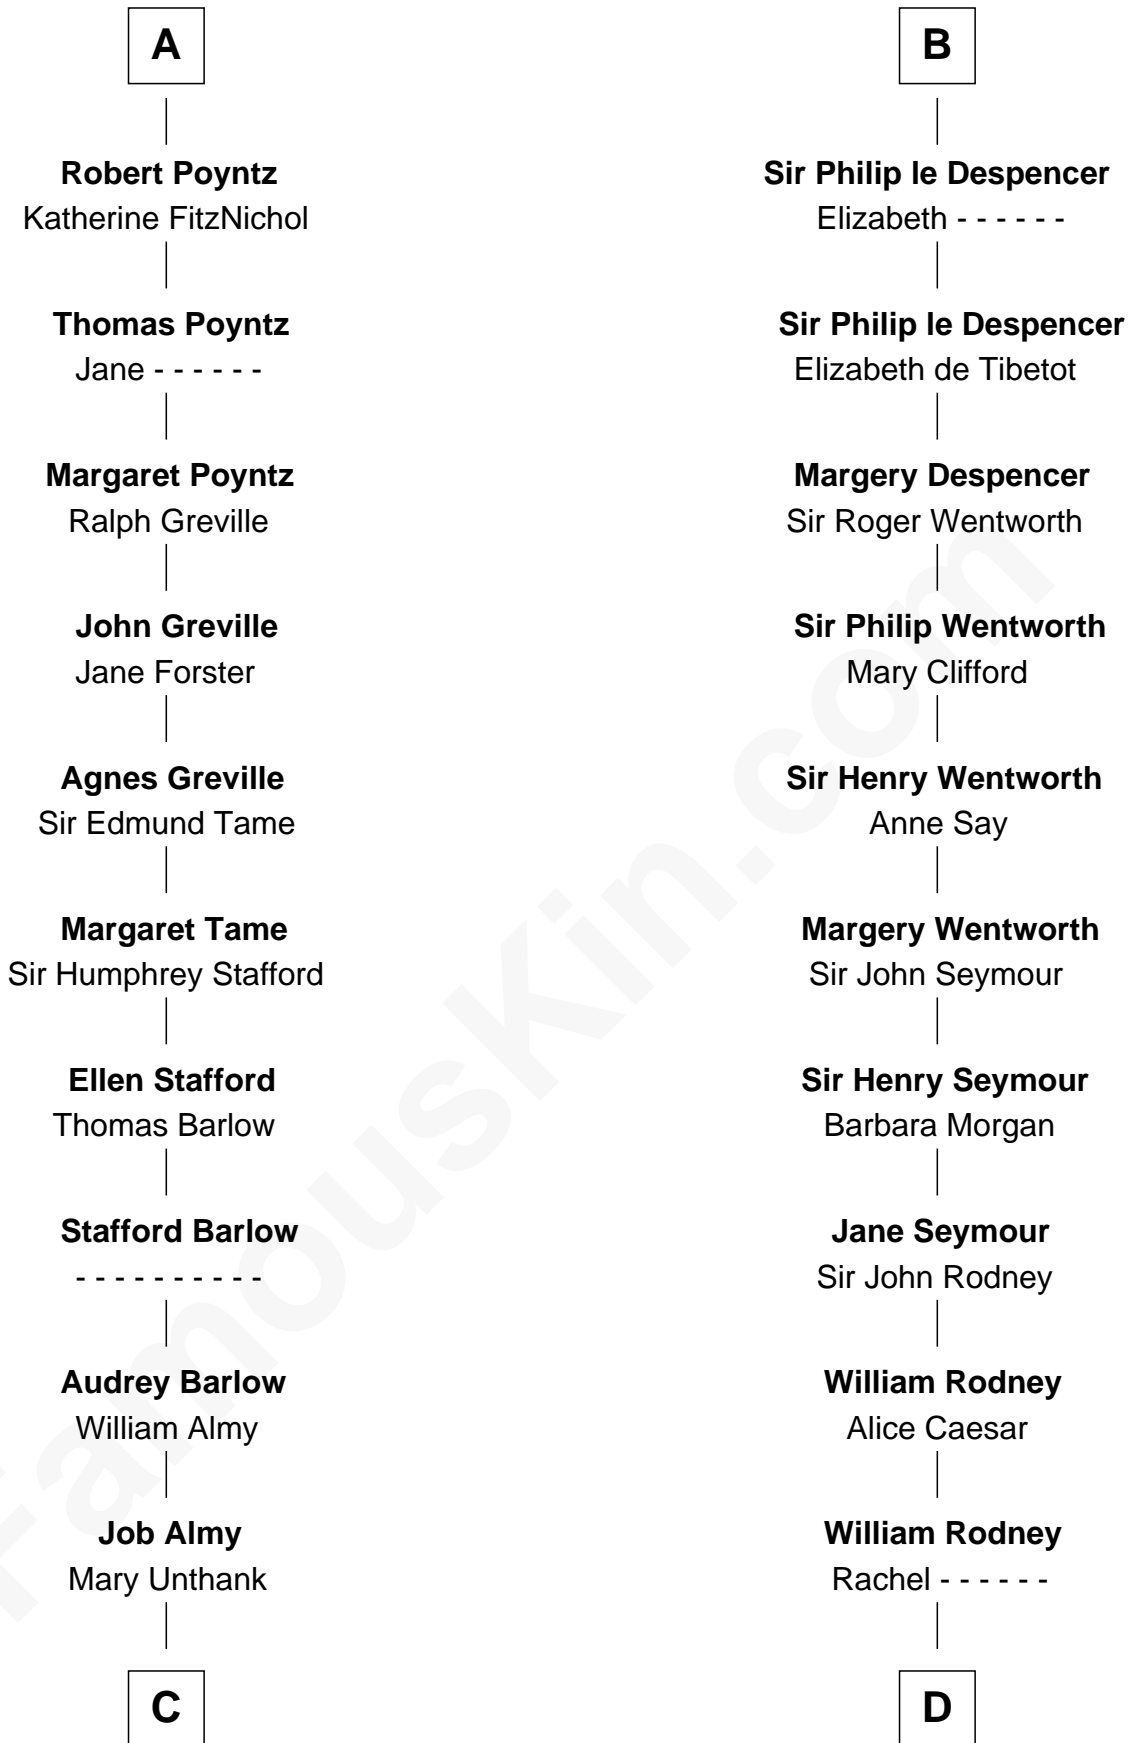 A
Robert Poyntz
Katherine FitzNichol
Thomas Poyntz
Jane - - - - - -
Margaret Poyntz
Ralph Greville
John Greville
Jane Forster
Agnes Greville
Sir Edmund Tame
Margaret Tame
Sir Humphrey Stafford
Ellen Stafford
Thomas Barlow
Stafford Barlow
- - - - - - - - - -
Audrey Barlow
William Almy
Job Almy
Mary Unthank
C
B
Sir Philip le Despencer
Elizabeth - - - - - -
Sir Philip le Despencer
Elizabeth de Tibetot
Margery Despencer
Sir Roger Wentworth
Sir Philip Wentworth
Mary Clifford
Sir Henry Wentworth
Anne Say
Margery Wentworth
Sir John Seymour
Sir Henry Seymour
Barbara Morgan
Jane Seymour
Sir John Rodney
William Rodney
Alice Caesar
William Rodney
Rachel - - - - - -
D
FamousKin.com